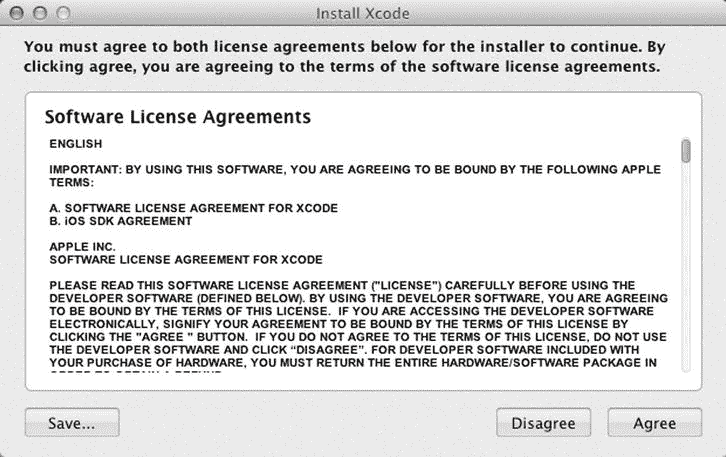 Install Xcode
You must agree to both license agreements below for the installer to continue. By
clicking agree, you are agreeing to the terms of the software license agreements.
Software License Agreements
ENGLISH
IMPORTANT: BY USING THIS SOFTWARE, YOU ARE AGREEING TO BE BOUND BY THE FOLLOWING APPLE
TERMS:
A. SOFTWARE LICENSE AGREEMENT FOR XCODE
B. iOS SDK AGREEMENT
APPLE INC.
SOFTWARE LICENSE AGREEMENT FOR XCODE
PLEASE READ THIS SOFTWARE LICENSE AGREEMENT ("LICENSE") CAREFULLY BEFORE USING THE
DEVELOPER SOFTWARE (DEFINED BELOW). BY USING THE DEVELOPER SOFTWARE, YOU ARE AGREEING
TO BE BOUND BY THE TERMS OF THIS LICENSE.  IF YOU ARE ACCESSING THE DEVELOPER SOFTWARE
ELECTRONICALLY, SIGNIFY YOUR AGREEMENT TO BE BOUND BY THE TERMS OF THIS LICENSE BY
CLICKING THE "AGREE " BUTTON.  IF YOU DO NOT AGREE TO THE TERMS OF THIS LICENSE, DO NOT USE
THE DEVELOPER SOFTWARE AND CLICK “DISAGREE”. FOR DEVELOPER SOFTWARE INCLUDED WITH
YOUR PURCHASE OF HARDWARE, YOU MUST RETURN THE ENTIRE HARDWARE/SOFTWARE PACKAGE IN
Save...
Disagree
Agree